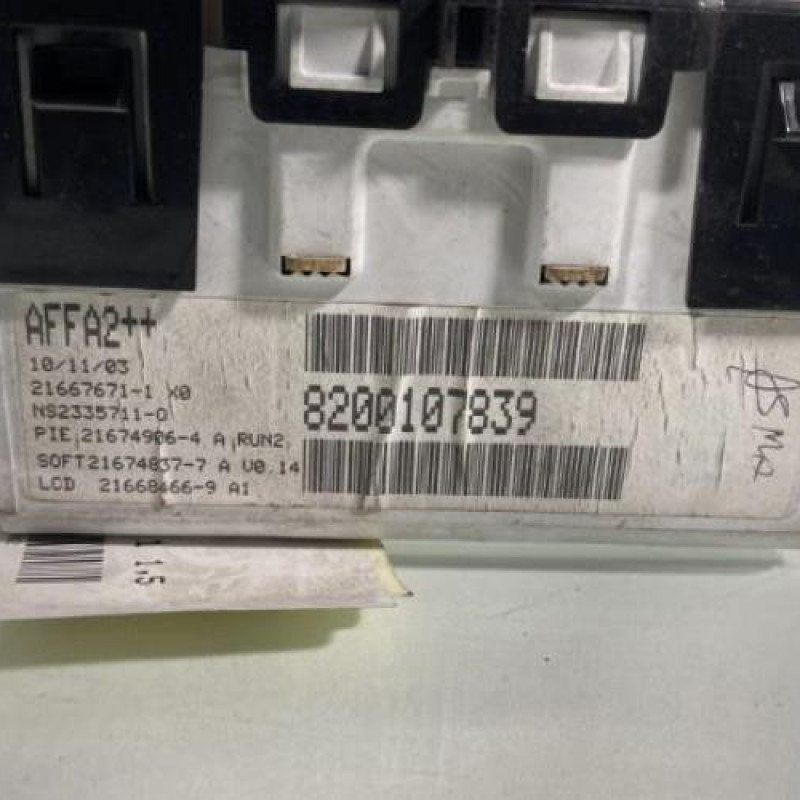 AFFA2++
10/11/03
21667671-1 X0
NS2335711-0
PIE 21674906-4 A RUN2
SOFT21674837-7 A V0.14
LCD 21668466-9 A1
8200107839
1,5